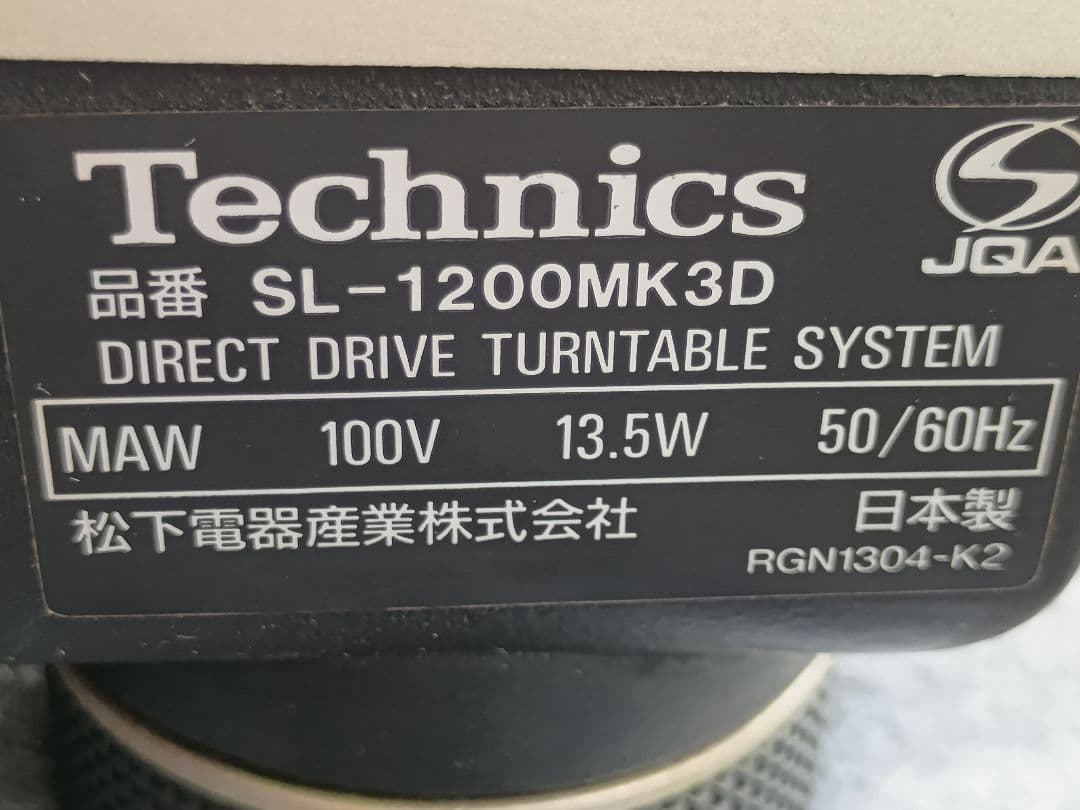 Technics
JQA
品番 SL-1200MK3D
DIRECT DRIVE TURNTABLE SYSTEM
MAW 100V 13.5W 50/60Hz
松下電器産業株式会社 日本製
RGN1304-K2